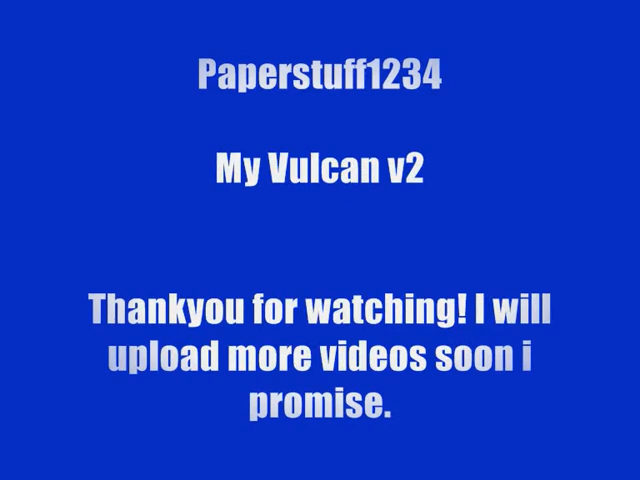 Paperstuff1234
My Vulcan v2
Thankyou for watching! I will
upload more videos soon i
promise.